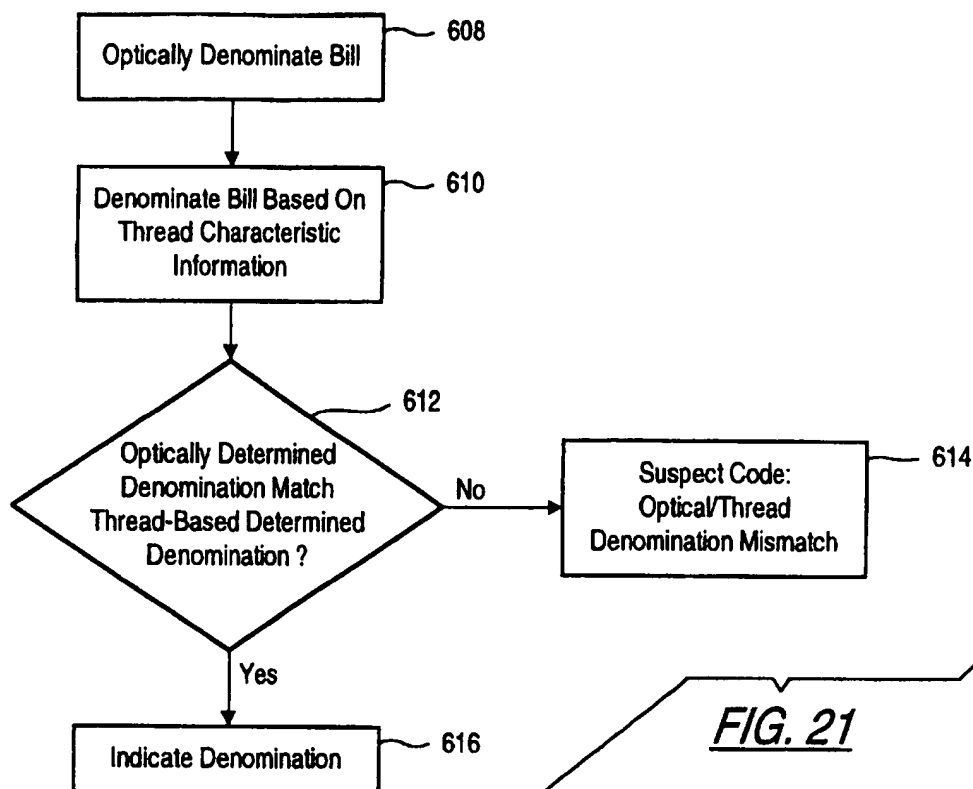 Optically Denominate Bill
608
Denominate Bill Based On
Thread Characteristic
Information
610
612
Optically Determined
Denomination Match
Thread-Based Determined
Denomination ?
No
Suspect Code:
Optical/Thread
Denomination Mismatch
614
Yes
Indicate Denomination
616
FIG. 21